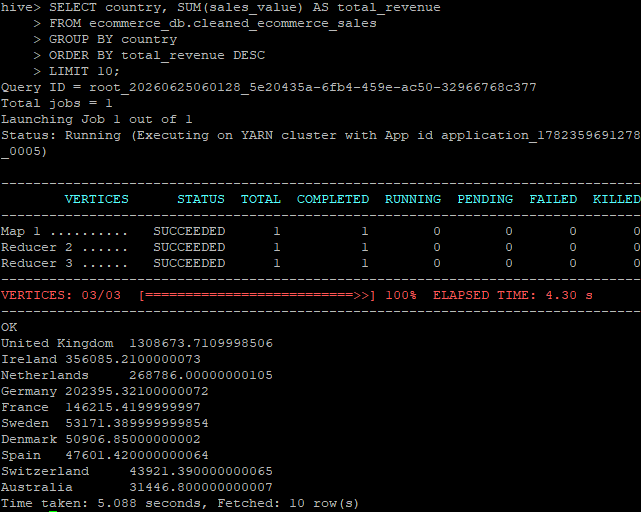 hive> SELECT country, SUM(sales_value) AS total_revenue
    > FROM ecommerce_db.cleaned_ecommerce_sales
    > GROUP BY country
    > ORDER BY total_revenue DESC
    > LIMIT 10;
Query ID = root_20260625060128_5e20435a-6fb4-459e-ac50-32966768c377
Total jobs = 1
Launching Job 1 out of 1
Status: Running (Executing on YARN cluster with App id application_1782359691278
_0005)
--------------------------------------------------------------------------------
        VERTICES      STATUS  TOTAL  COMPLETED  RUNNING  PENDING  FAILED  KILLED
--------------------------------------------------------------------------------
Map 1 ..........   SUCCEEDED      1          1        0        0       0       0
Reducer 2 ......   SUCCEEDED      1          1        0        0       0       0
Reducer 3 ......   SUCCEEDED      1          1        0        0       0       0
--------------------------------------------------------------------------------
VERTICES: 03/03  [==========================>>] 100%  ELAPSED TIME: 4.30 s
--------------------------------------------------------------------------------
OK
United Kingdom  1308673.7109998506
Ireland 356085.2100000073
Netherlands     268786.00000000105
Germany 202395.32100000072
France  146215.4199999997
Sweden  53171.389999999854
Denmark 50906.85000000002
Spain   47601.420000000064
Switzerland     43921.390000000065
Australia       31446.800000000007
Time taken: 5.088 seconds, Fetched: 10 row(s)